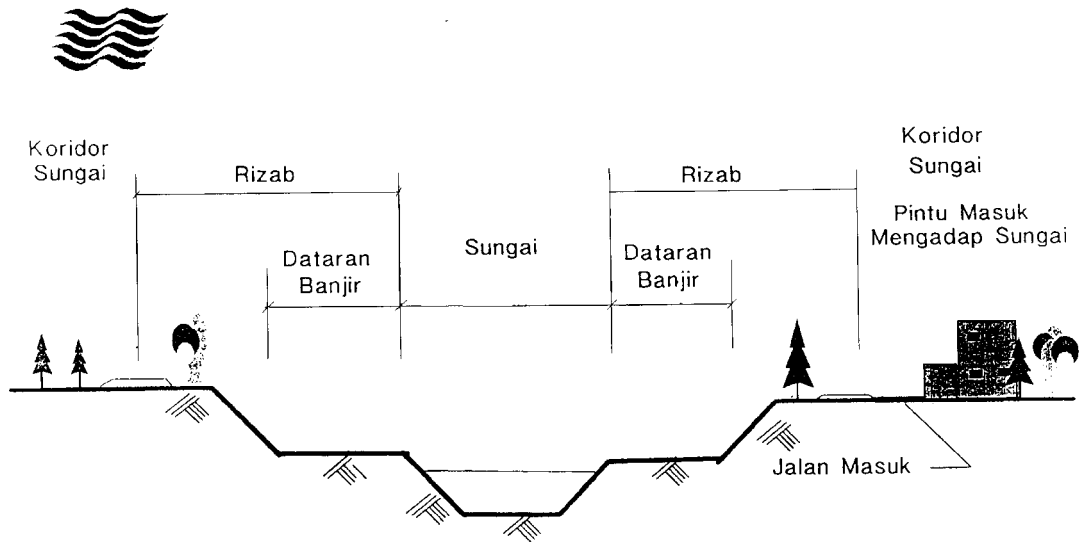 Koridor
Sungai
Rizab
Rizab
Koridor
Sungai
Pintu Masuk
Mengadap Sungai
Dataran
Banjir
Sungai
Dataran
Banjir
Jalan Masuk